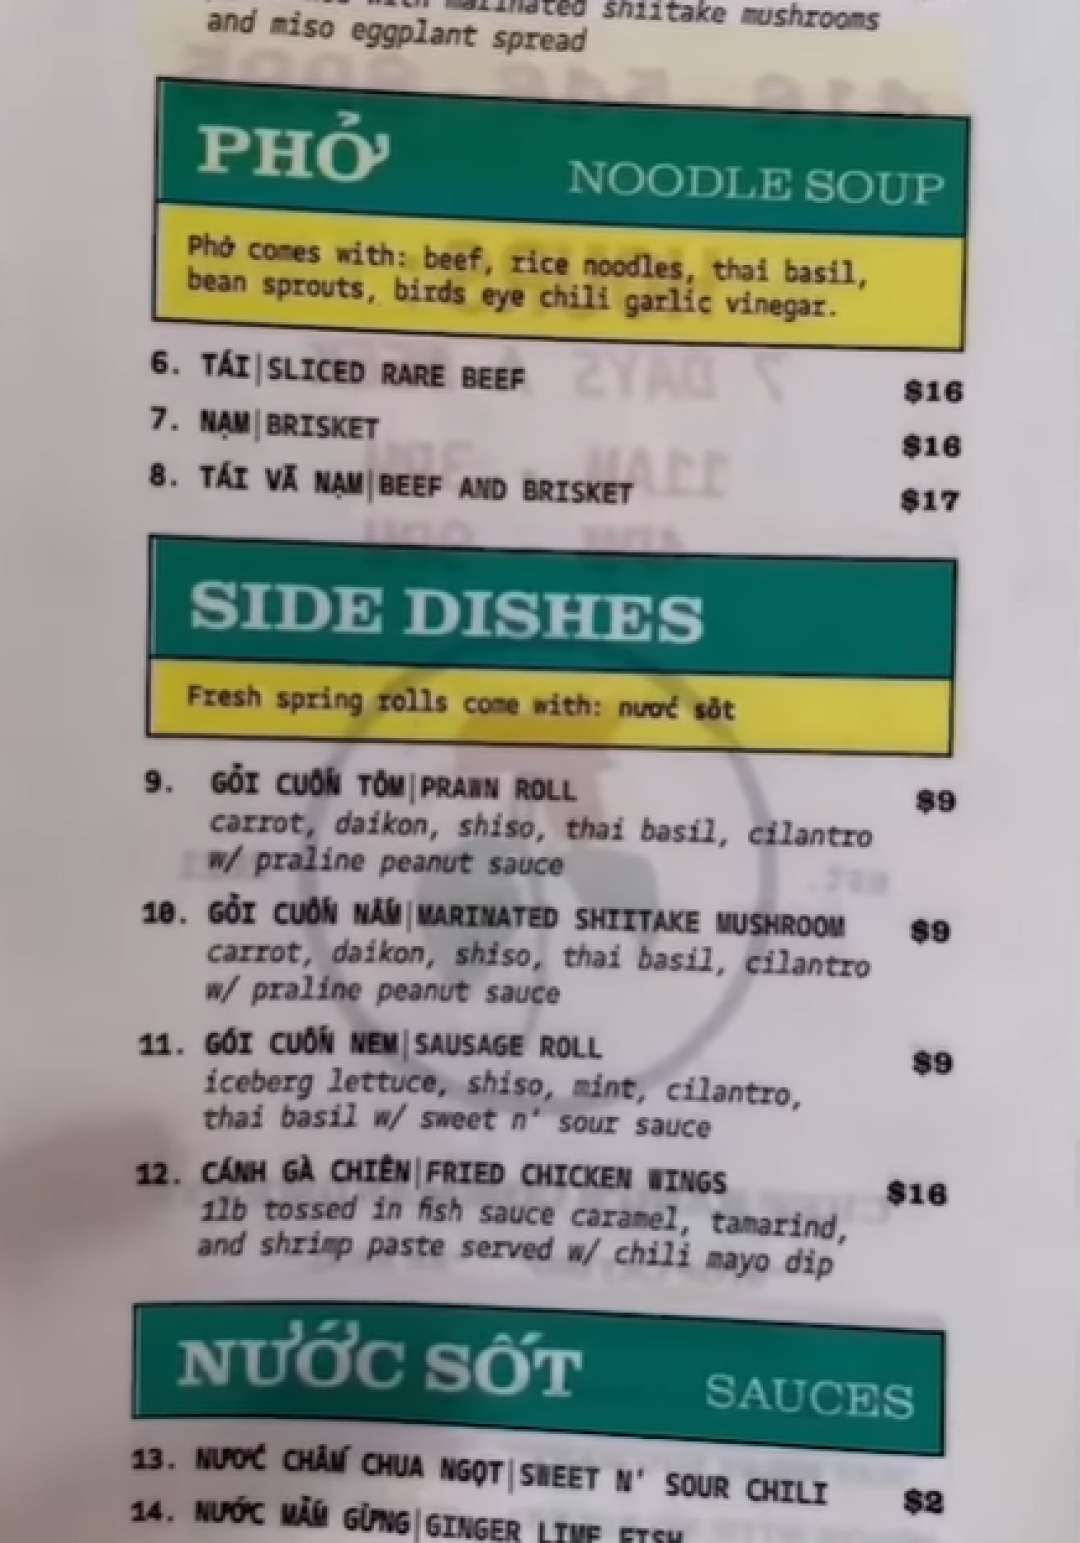 marinated shiitake mushrooms
and miso eggplant spread
PHỞ NOODLE SOUP
Phở comes with: beef, rice noodles, thai basil,
bean sprouts, birds eye chili garlic vinegar.
6. TÁI|SLICED RARE BEEF $16
7. NẠM|BRISKET $16
8. TÁI VÃ NẠM|BEEF AND BRISKET $17
SIDE DISHES
Fresh spring rolls come with: nước sốt
9. GỎI CUỐN TÔM|PRAWN ROLL $9
carrot, daikon, shiso, thai basil, cilantro
w/ praline peanut sauce
10. GỎI CUỐN NẤM|MARINATED SHIITAKE MUSHROOM $9
carrot, daikon, shiso, thai basil, cilantro
w/ praline peanut sauce
11. GÓI CUỐN NEM|SAUSAGE ROLL $9
iceberg lettuce, shiso, mint, cilantro,
thai basil w/ sweet n' sour sauce
12. CÁNH GÀ CHIÊN|FRIED CHICKEN WINGS $16
1lb tossed in fish sauce caramel, tamarind,
and shrimp paste served w/ chili mayo dip
NƯỚC SỐT SAUCES
13. NƯỚC CHẤM CHUA NGỌT|SWEET N' SOUR CHILI $2
14. NƯỚC MẮM GỪNG|GINGER LIME FISH